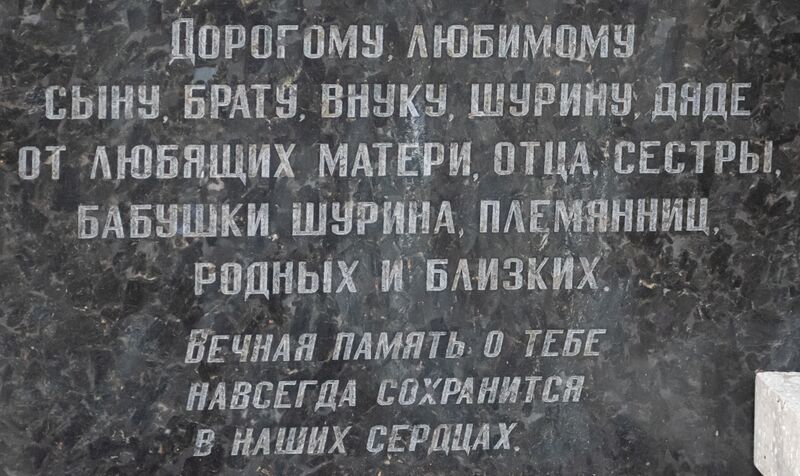 Дорогому, любимому
сыну, брату, внуку, шурину, дяде
от любящих матери, отца, сестры,
бабушки шурина, племянниц,
родных и близких.
Вечная память о тебе
навсегда сохранится
в наших сердцах.